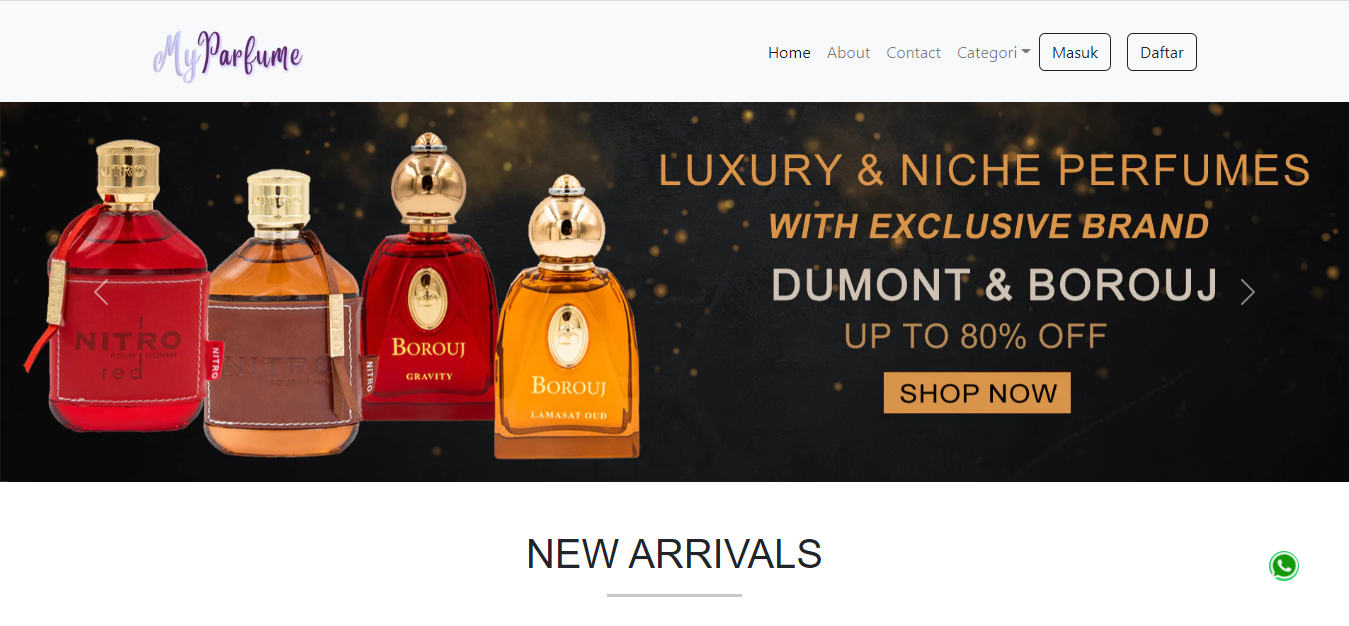 MyParfume
Home About Contact Categori Masuk Daftar
LUXURY & NICHE PERFUMES
WITH EXCLUSIVE BRAND
DUMONT & BOROUJ
UP TO 80% OFF
SHOP NOW
NITRO
NITRO
POUR HOMME
red
NITRO
NITRO
NITRO
BOROUJ
GRAVITY
BOROUJ
LAMASAT OUD
NEW ARRIVALS